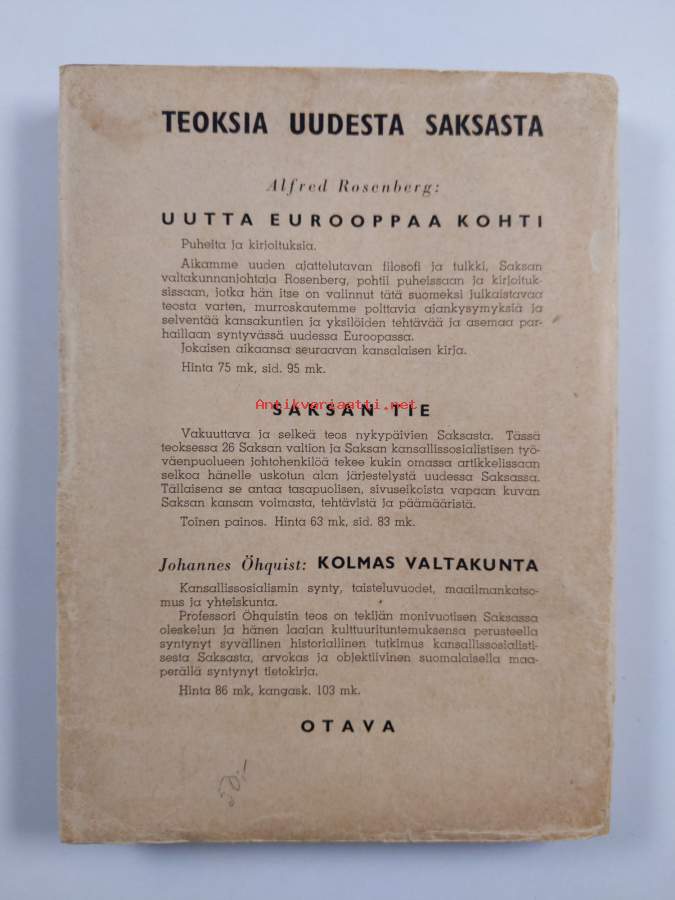 TEOKSIA UUDESTA SAKSASTA
Alfred Rosenberg:
UUTTA EUROOPPAA KOHTI
Puheita ja kirjoituksia.
Aikamme uuden ajattelutavan filosofi ja tulkki, Saksan
valtakunnanjohtaja Rosenberg, pohtii puheissaan ja kirjoituk-
sissaan, jotka hän itse on valinnut tätä suomeksi julkaistavaa
teosta varten, murroskautemme polttavia ajankysymyksiä ja
selventää kansakuntien ja yksilöiden tehtävää ja asemaa par-
haillaan syntyvässä uudessa Euroopassa.
Jokaisen aikaansa seuraavan kansalaisen kirja.
Hinta 75 mk, sid. 95 mk.
Antikvariaatti.net
SAKSAN TIE
Vakuuttava ja selkeä teos nykypäivien Saksasta. Tässä
teoksessa 26 Saksan valtion ja Saksan kansallissosialistisen työ-
väenpuolueen johtohenkilöä tekee kukin omassa artikkelissaan
selkoa hänelle uskotun alan järjestelystä uudessa Saksassa.
Tällaisena se antaa tasapuolisen, sivuseikoista vapaan kuvan
Saksan kansan voimasta, tehtävistä ja päämääristä.
Toinen painos. Hinta 63 mk, sid. 83 mk.
Johannes Öhquist: KOLMAS VALTAKUNTA
Kansallissosialismin synty, taisteluvuodet, maailmankatso-
mus ja yhteiskunta.
Professori Öhquistin teos on tekijän monivuotisen Saksassa
oleskelun ja hänen laajan kulttuurituntemuksensa perusteella
syntynyt syvällinen historiallinen tutkimus kansallissosialisti-
sesta Saksasta, arvokas ja objektiivinen suomalaisella maa-
perällä syntynyt tietokirja.
Hinta 86 mk, kangask. 103 mk.
OTAVA
50:-